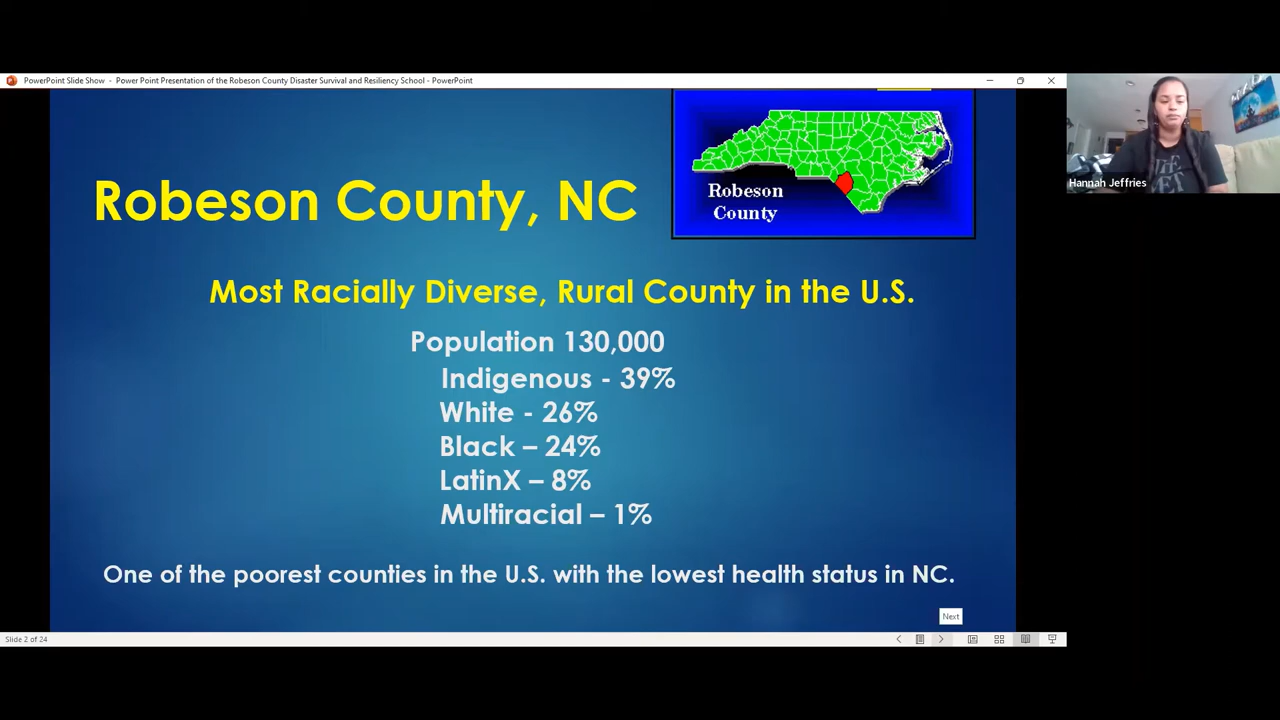 PowerPoint Slide Show - Power Point Presentation of the Robeson County Disaster Survival and Resiliency School - PowerPoint
Robeson County, NC
Robeson
County
Hannah Jeffries
Most Racially Diverse, Rural County in the U.S.
Population 130,000
Indigenous - 39%
White - 26%
Black – 24%
LatinX – 8%
Multiracial – 1%
One of the poorest counties in the U.S. with the lowest health status in NC.
Next
Slide 2 of 24